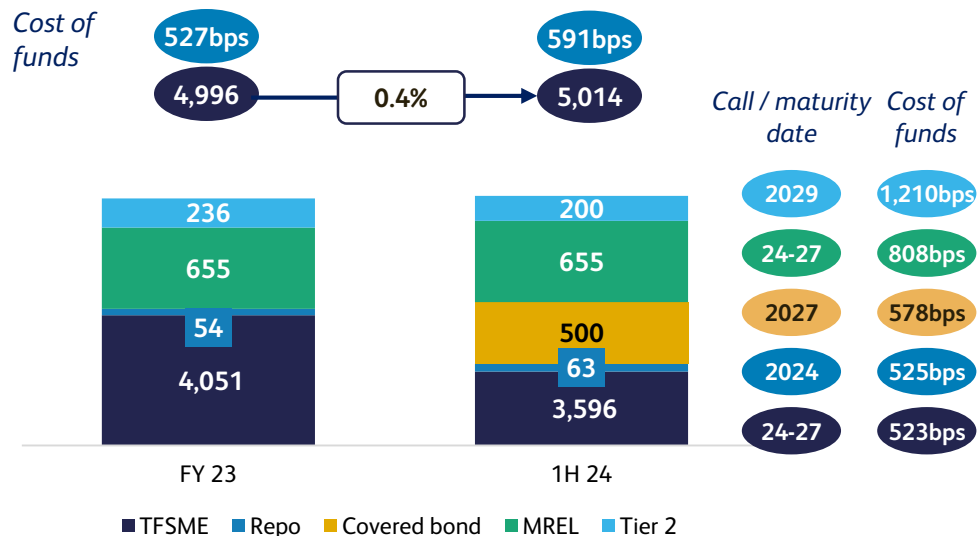 Cost of
funds
527bps
591bps
4,996
0.4%
5,014
Call / maturity
date
Cost of
funds
236
200
2029
1,210bps
655
655
24-27
808bps
500
2027
578bps
54
63
2024
525bps
4,051
3,596
24-27
523bps
FY 23
1H 24
TFSME
Repo
Covered bond
MREL
Tier 2